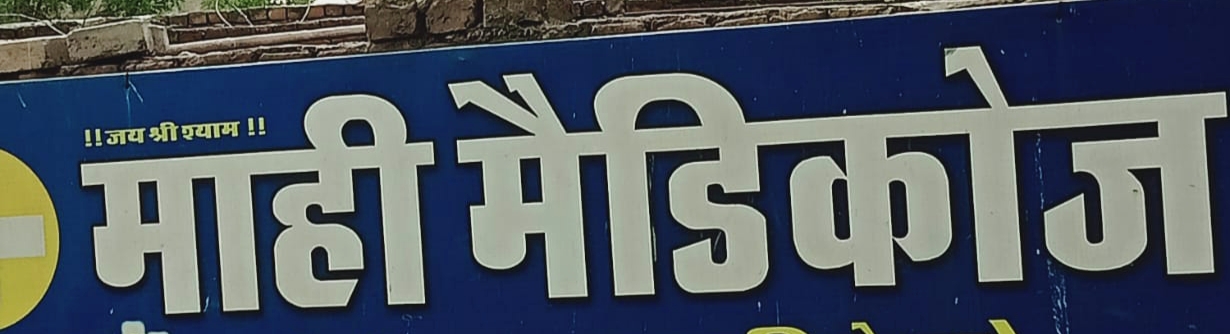 !! जय श्री श्याम !!
माही मैडिकोज